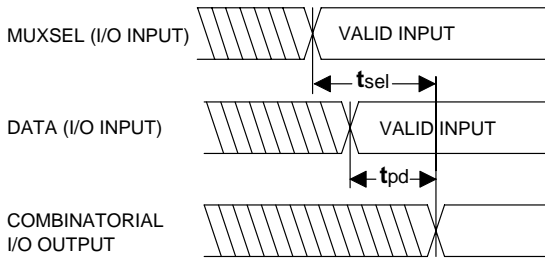 MUXSEL (I/O INPUT)
VALID INPUT
tsel
DATA (I/O INPUT)
VALID INPUT
tpd
COMBINATORIAL
I/O OUTPUT